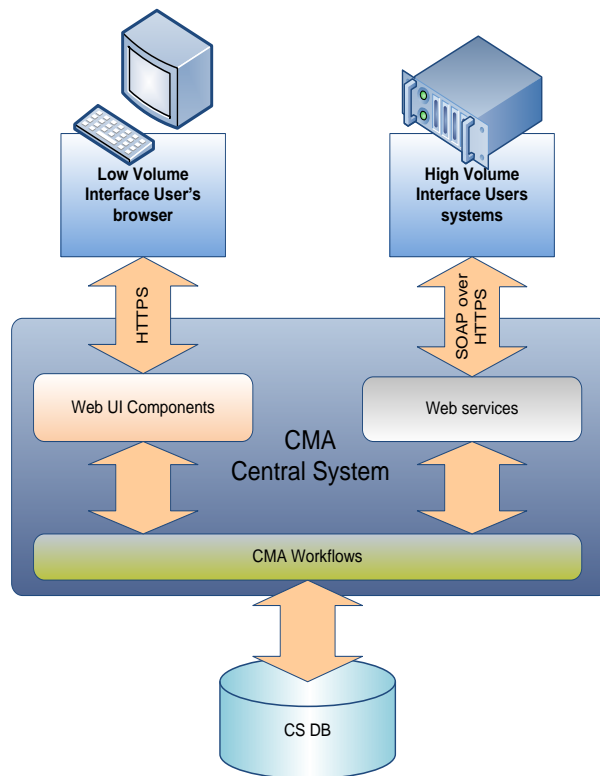 Low Volume
Interface User's
browser
High Volume
Interface Users
systems
HTTPS
SOAP over
HTTPS
Web UI Components
Web services
CMA
Central System
CMA Workflows
CS DB